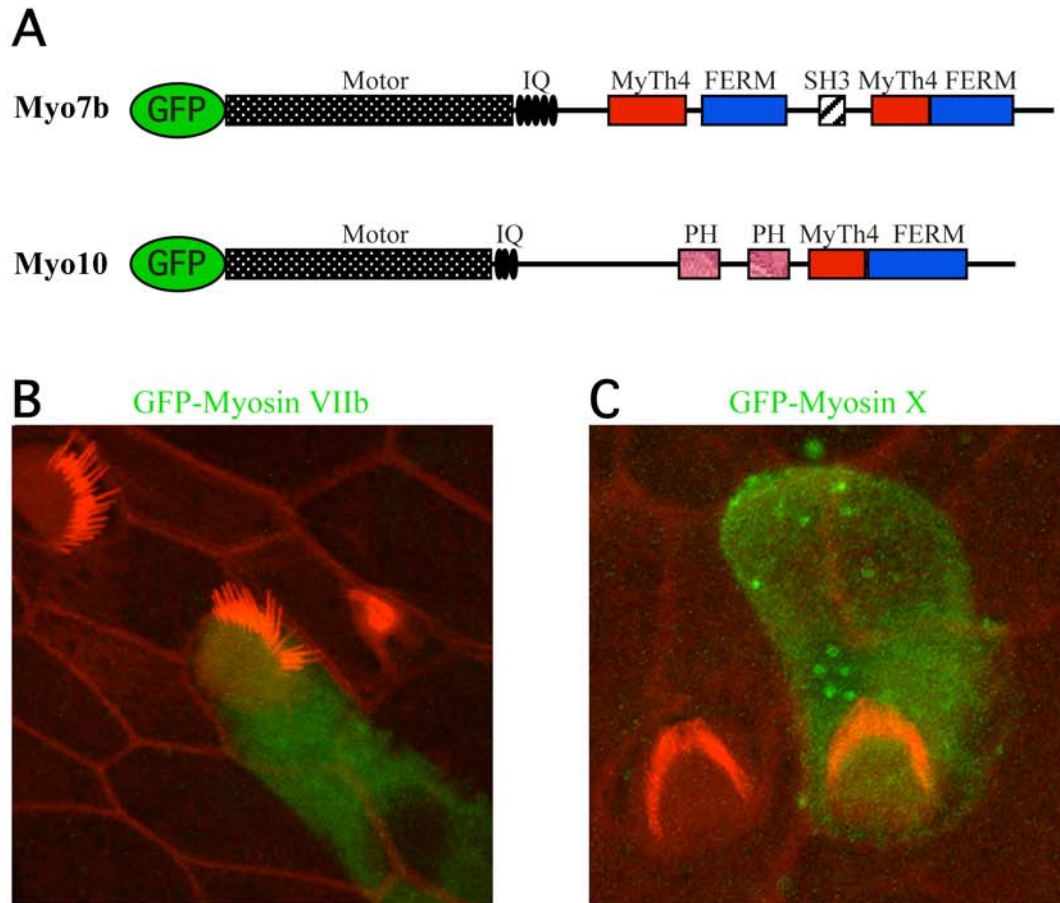 A
Motor IQ MyTh4 FERM SH3 MyTh4 FERM
Myo7b GFP
Motor IQ PH PH MyTh4 FERM
Myo10 GFP
B GFP-Myosin VIIb
C GFP-Myosin X